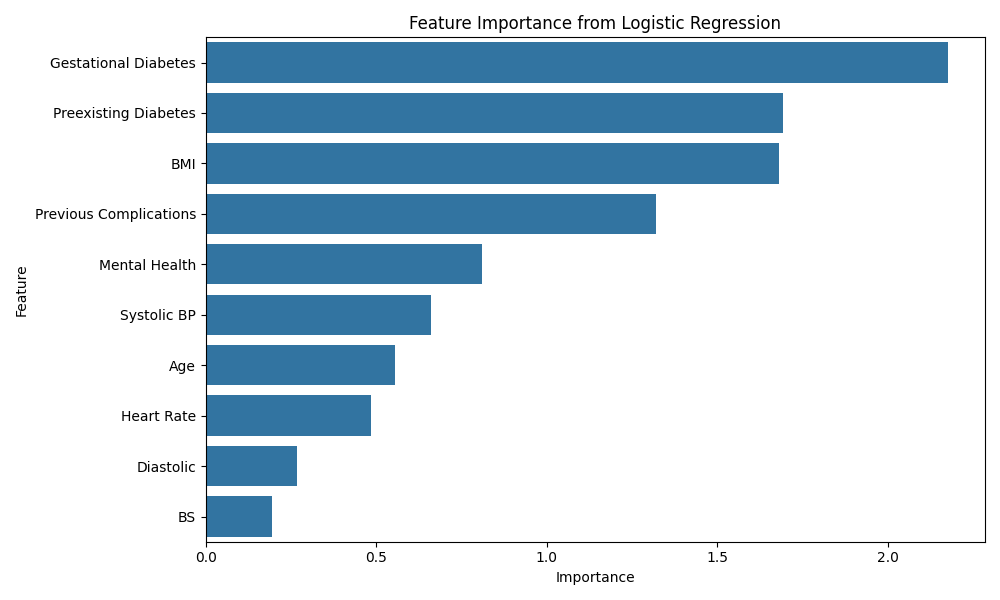 Feature Importance from Logistic Regression
Gestational Diabetes
Preexisting Diabetes
BMI
Previous Complications
Mental Health
Systolic BP
Age
Heart Rate
Diastolic
BS
Feature
0.0 0.5 1.0 1.5 2.0
Importance